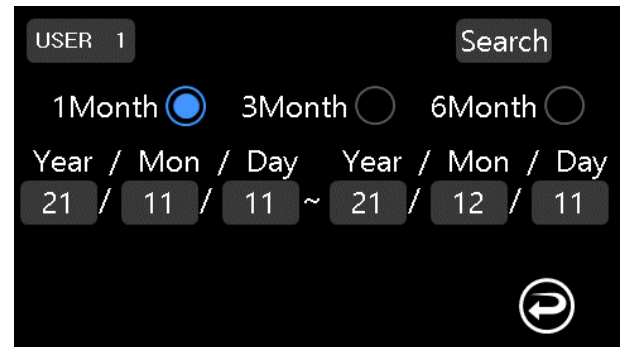 USER 1 Search
1Month 3Month 6Month
Year / Mon / Day Year / Mon / Day
21 / 11 / 11 ~ 21 / 12 / 11